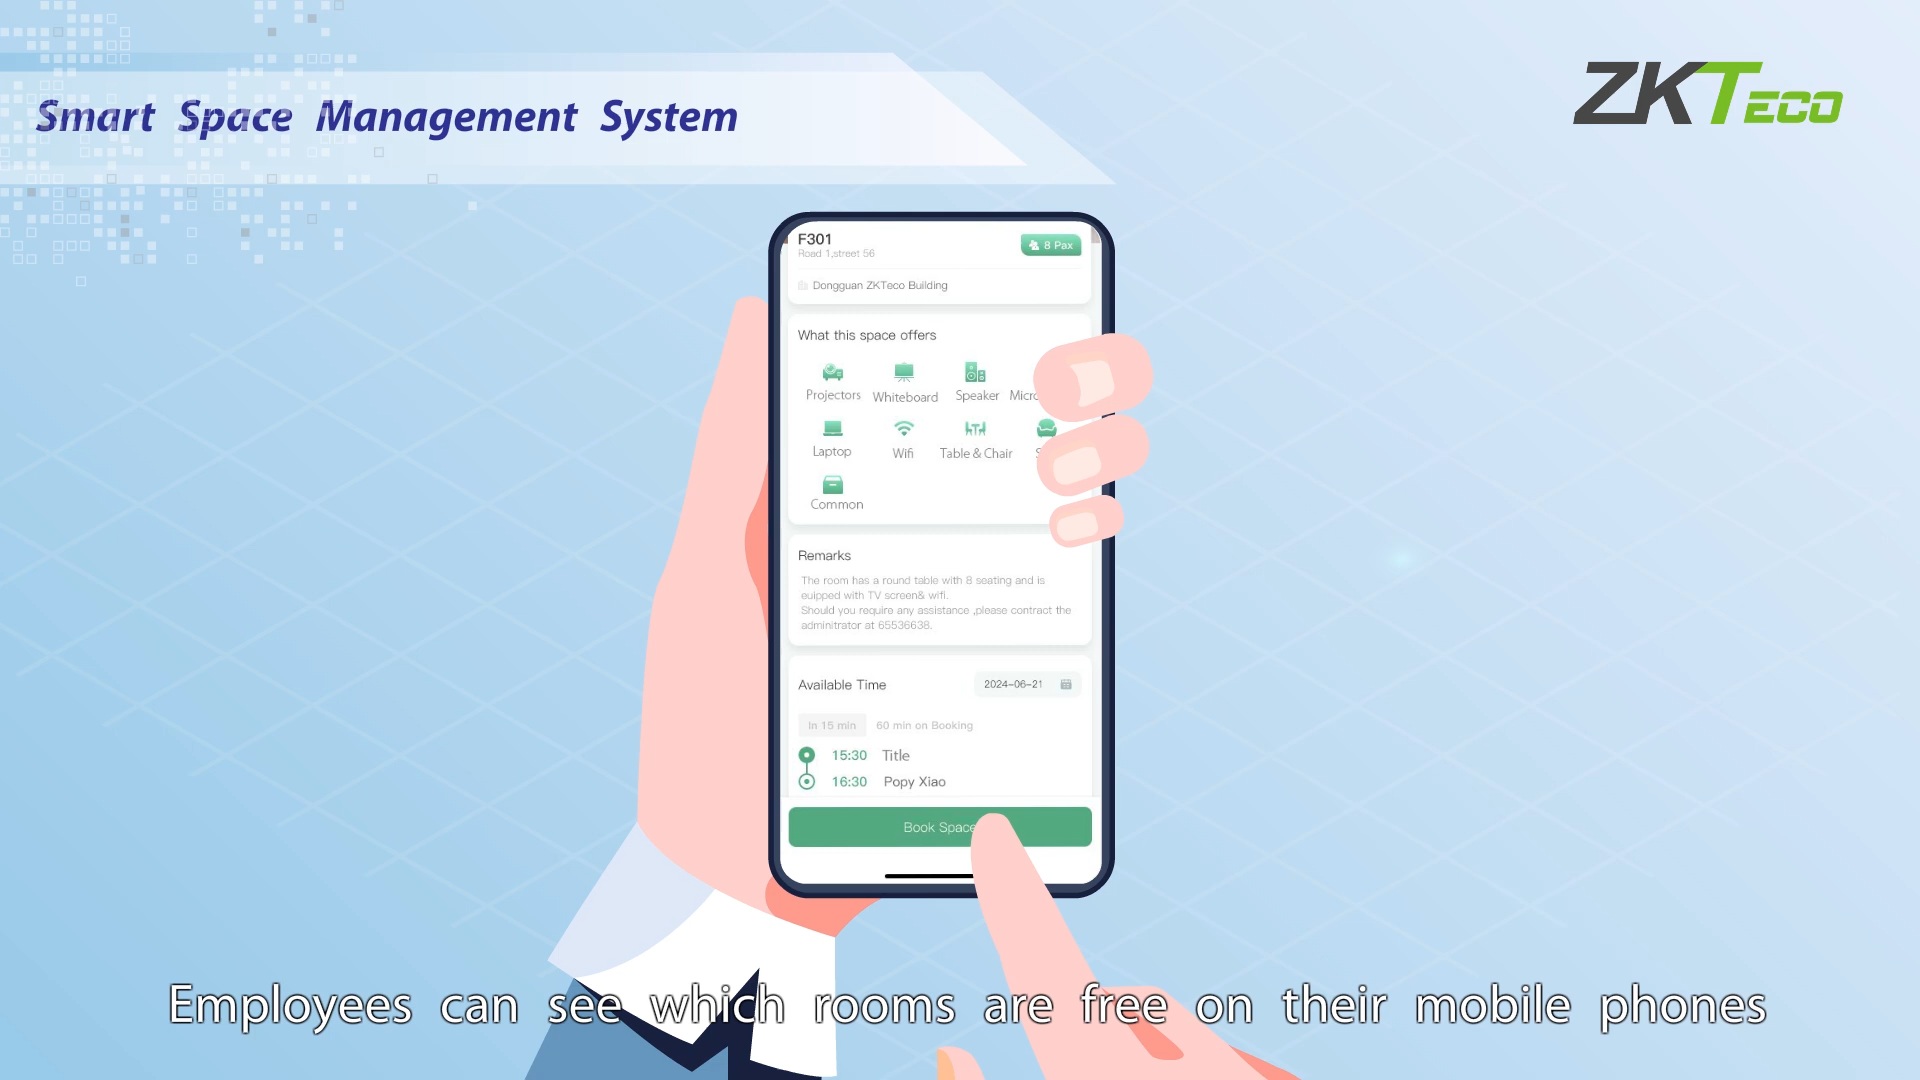 Smart Space Management System
ZKTECO
F301
8 Pax
Road 1,street 56
Dongguan ZKTeco Building
What this space offers
Projectors Whiteboard Speaker
Laptop Wifi Table & Chair
Common
Remarks
The room has a round table with 8 seating and is
euipped with TV screen& wifi.
Should you require any assistance ,please contract the
adminitrator at 65536638.
Available Time 2024-06-21
In 15 min 60 min on Booking
15:30 Title
16:30 Popy Xiao
Book Space
Employees can see which rooms are free on their mobile phones